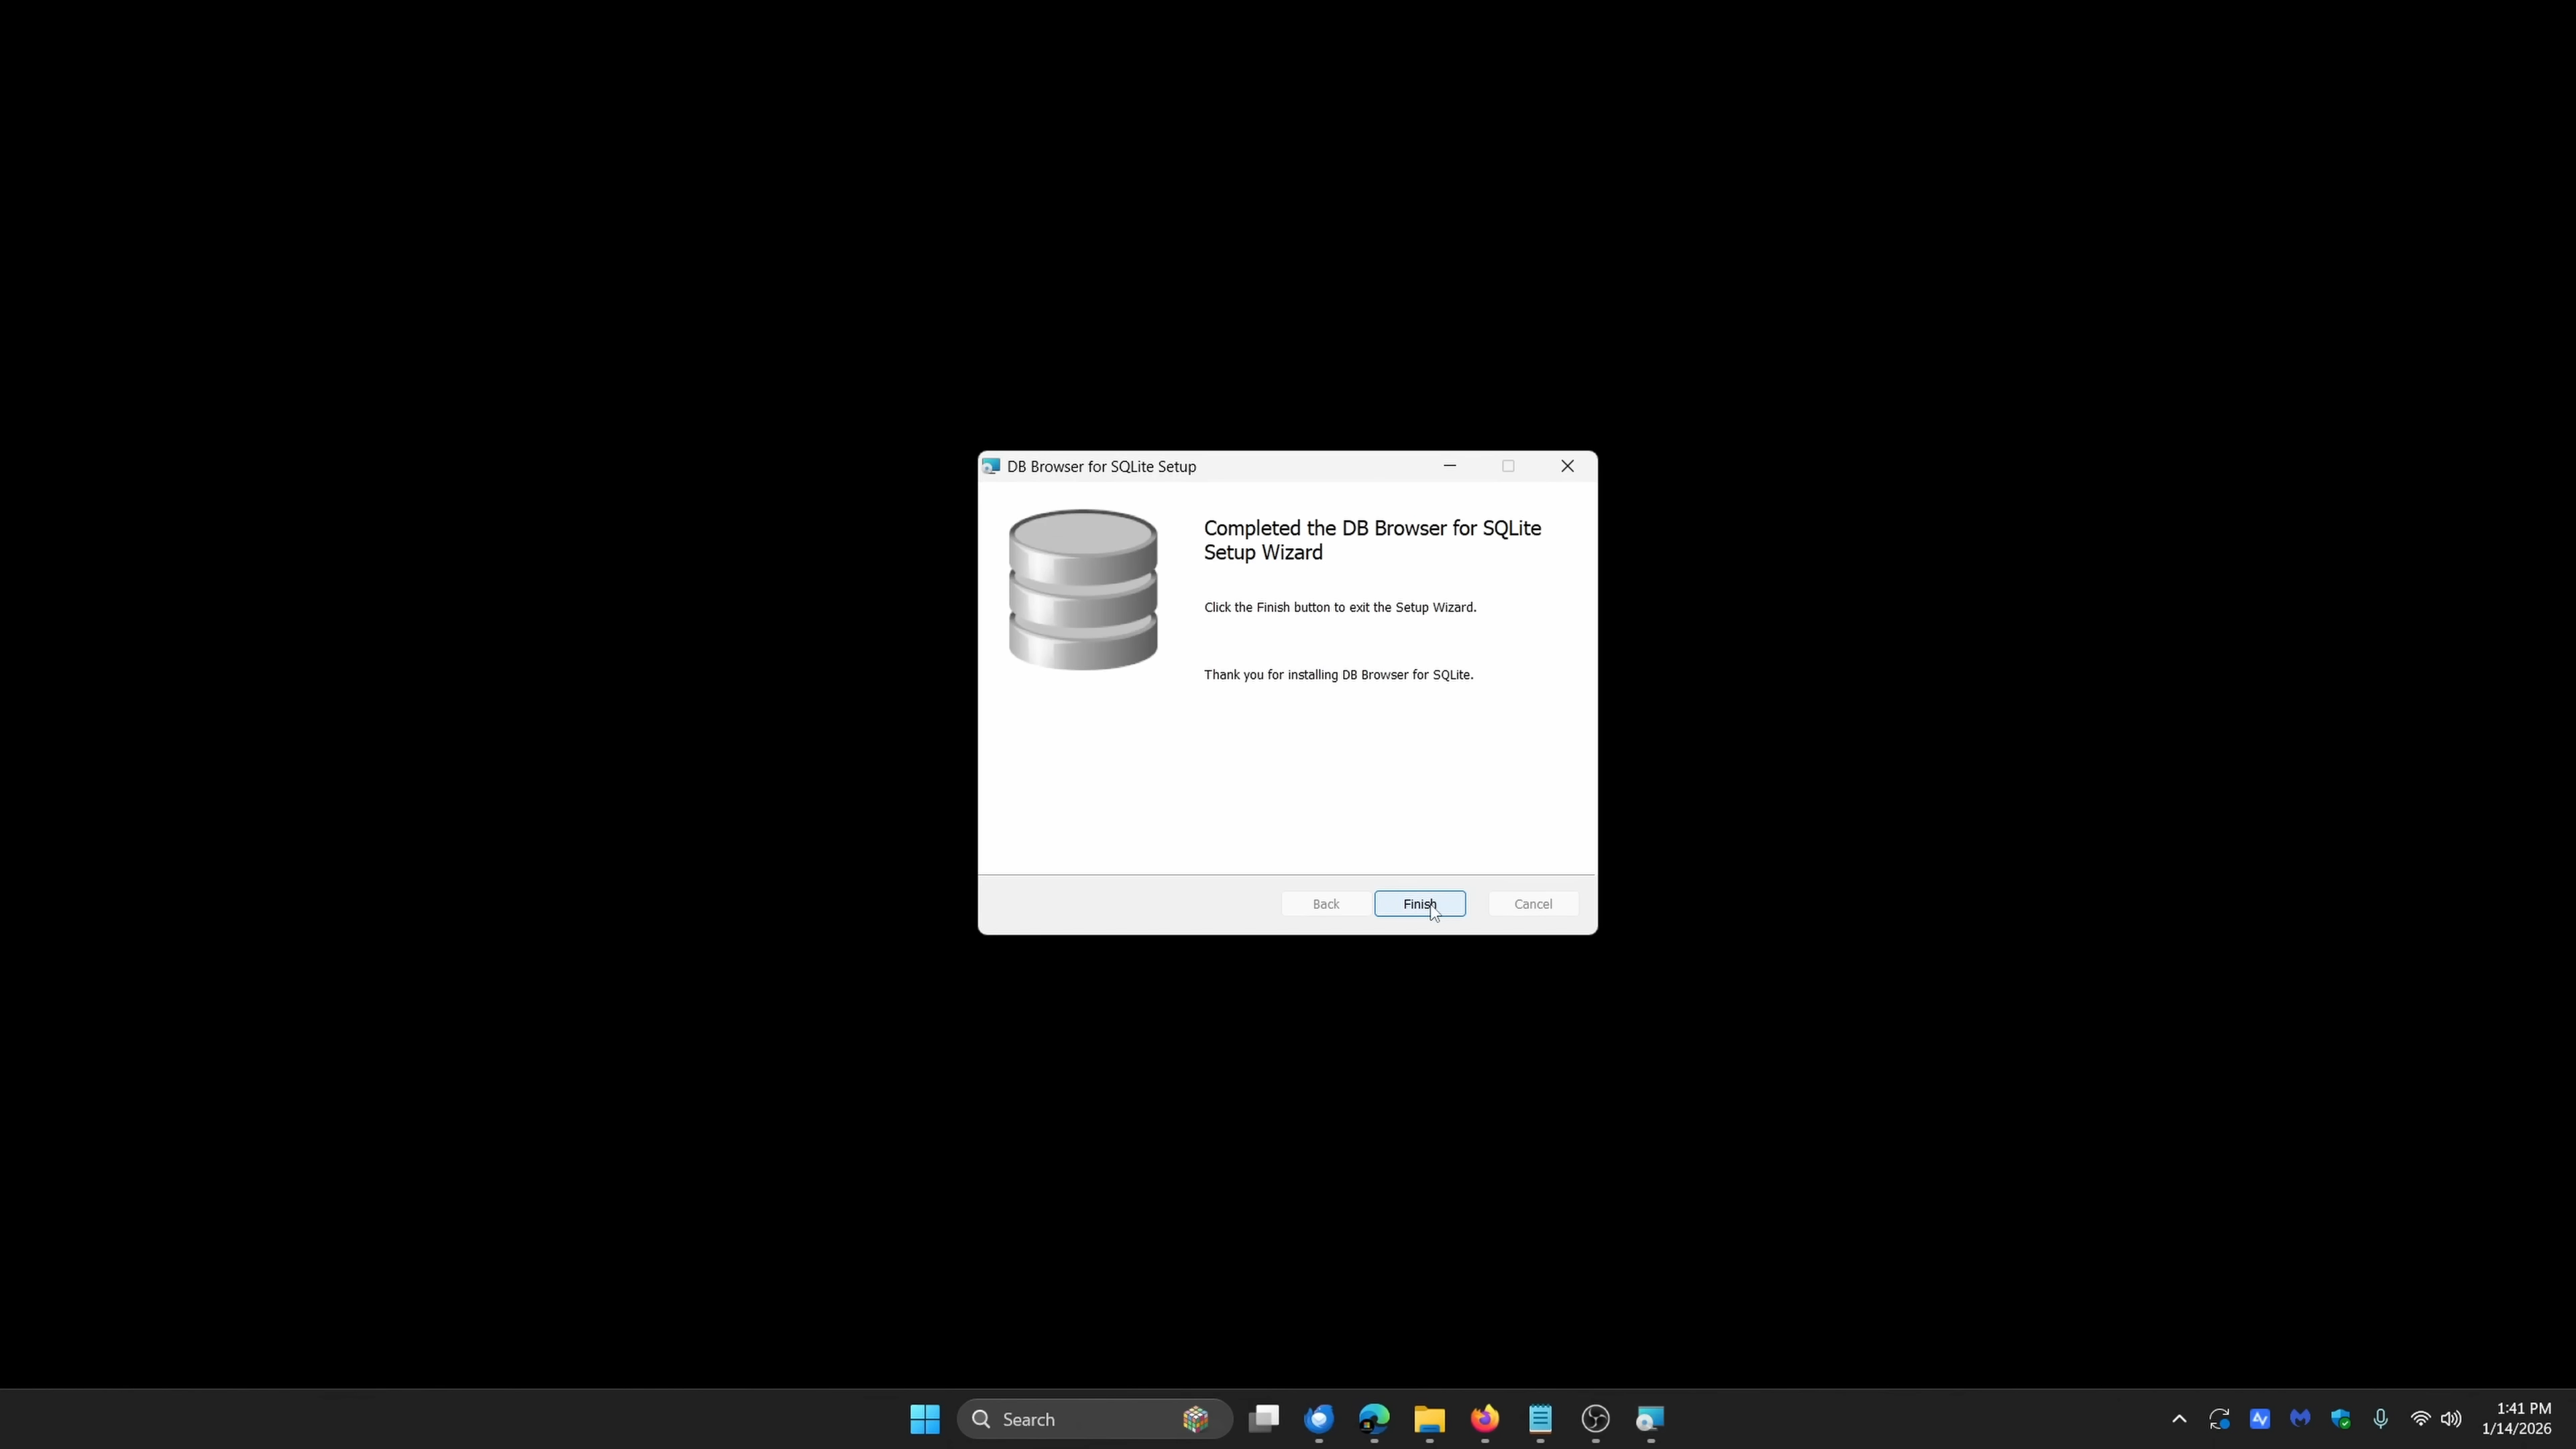 DB Browser for SQLite Setup
Completed the DB Browser for SQLite
Setup Wizard
Click the Finish button to exit the Setup Wizard.
Thank you for installing DB Browser for SQLite.
Back
Finish
Cancel
Search
1:41 PM
1/14/2026